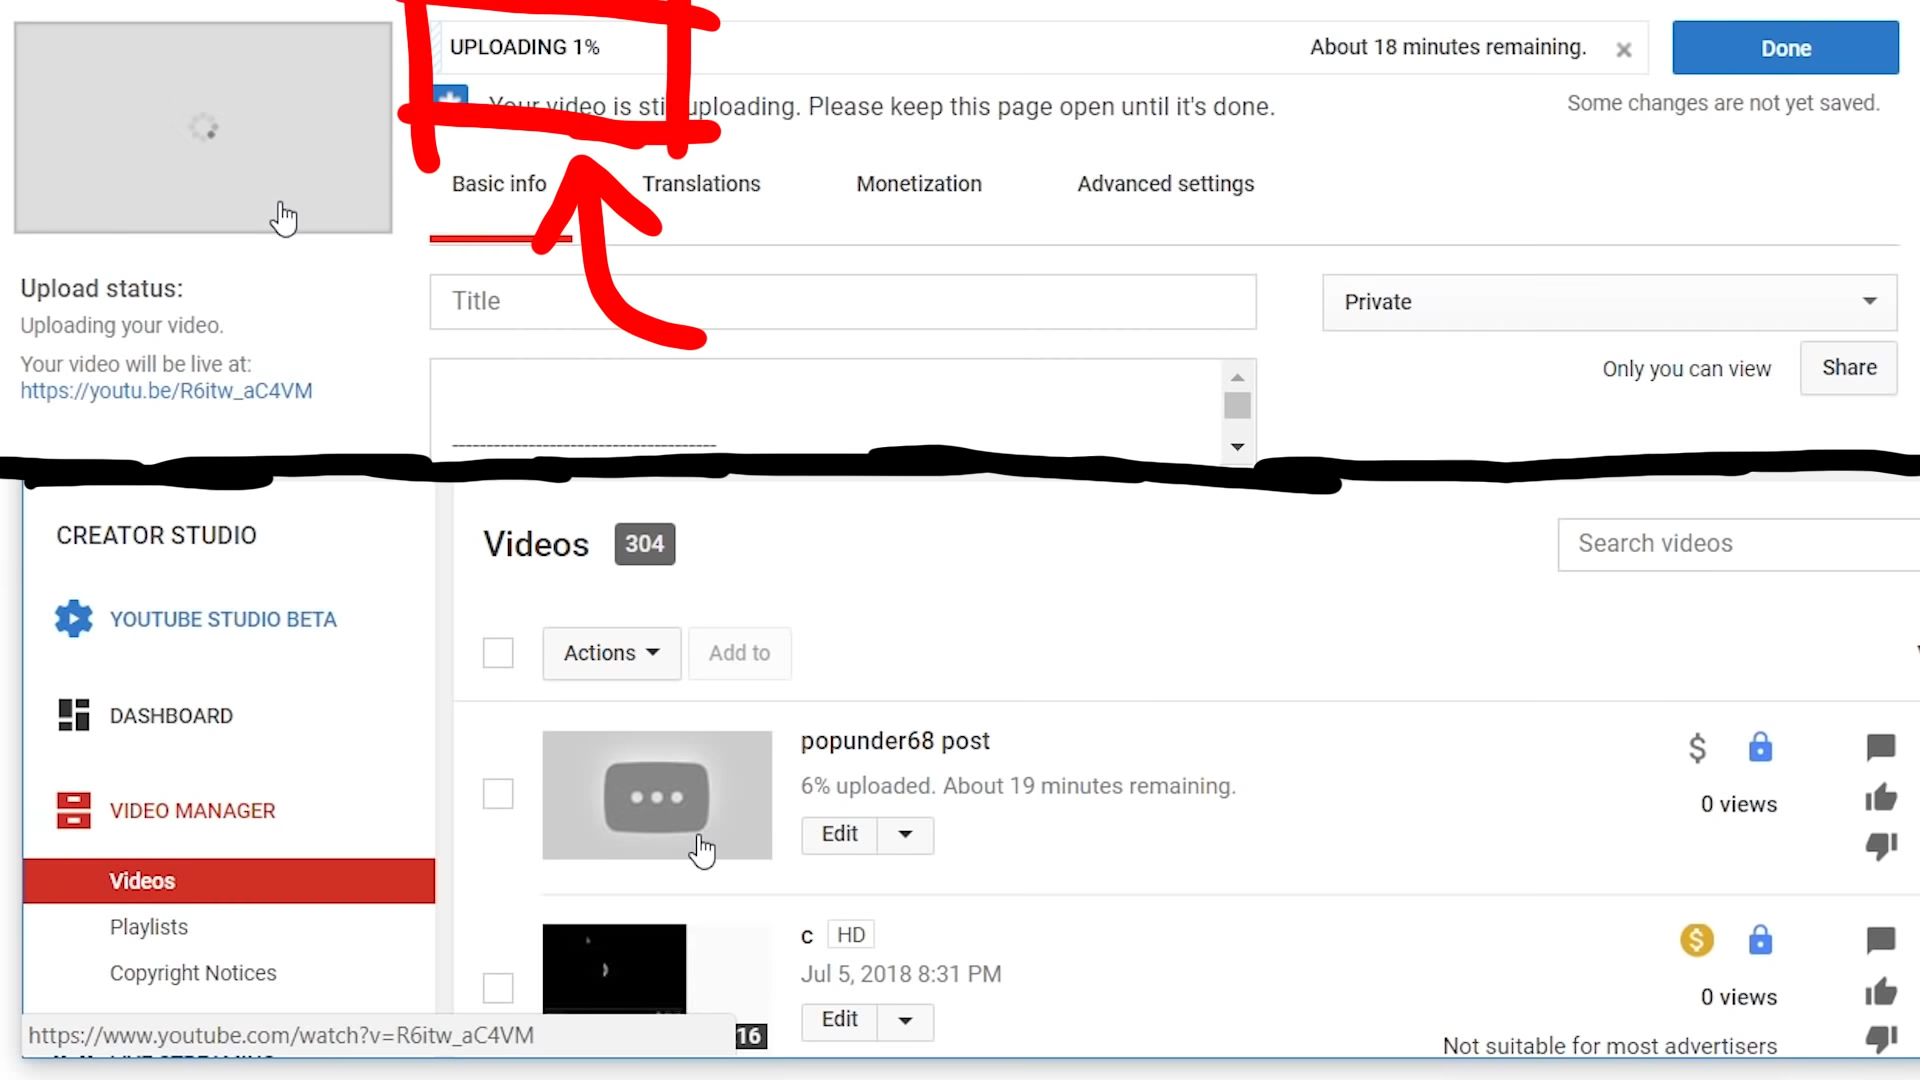 UPLOADING 1%
About 18 minutes remaining.
Done
Your video is still uploading. Please keep this page open until it's done.
Some changes are not yet saved.
Basic info
Translations
Monetization
Advanced settings
Upload status:
Uploading your video.
Your video will be live at:
https://youtu.be/R6itw_aC4VM
Title
Private
Only you can view
Share
CREATOR STUDIO
YOUTUBE STUDIO BETA
DASHBOARD
VIDEO MANAGER
Videos
Playlists
Copyright Notices
https://www.youtube.com/watch?v=R6itw_aC4VM
Videos 304
Search videos
Actions
Add to
popunder68 post
6% uploaded. About 19 minutes remaining.
Edit
0 views
c HD
Jul 5, 2018 8:31 PM
Edit
0 views
Not suitable for most advertisers
16